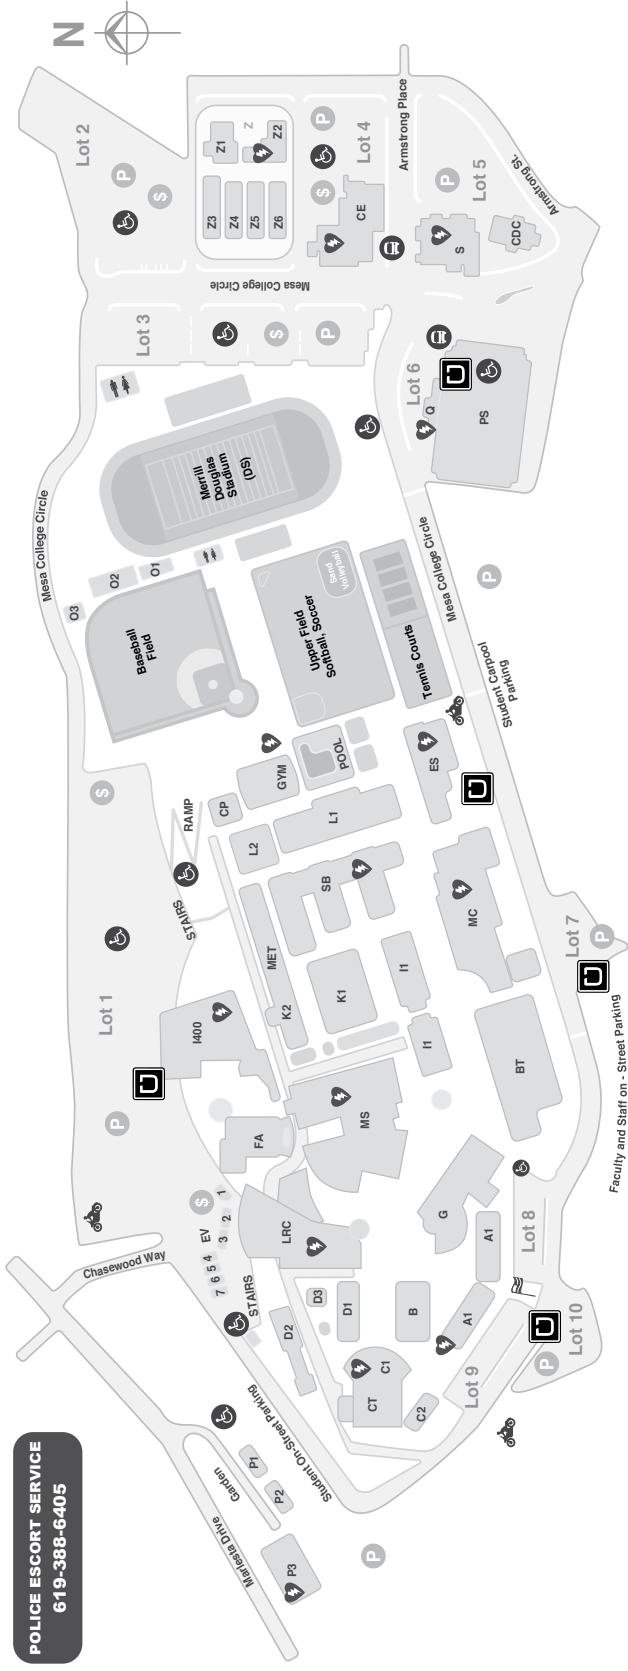 N
Lot 2
P
$
Z1
Z
Z2
Z3
Z4
Z5
Z6
P
$
Lot 4
CE
Armstrong Place
P
Lot 5
Armstrong St.
S
CDC
Mesa College Circle
Lot 3
$
P
Lot 6
Q
PS
Merrill
Douglas
Stadium
(DS)
Mesa College Circle
O3
O2
O1
Baseball
Field
Upper Field
Softball, Soccer
Sand
Volleyball
Tennis Courts
Mesa College Circle
P
Student Carpool
Parking
$
RAMP
STAIRS
CP
GYM
POOL
L2
L1
ES
SB
MET
K2
K1
I1
I1
MC
Lot 7
P
BT
Faculty and Staff on - Street Parking
Lot 1
I400
P
FA
MS
$
EV
1
2
3
4
5
6
7
STAIRS
LRC
G
A1
Lot 8
Chasewood Way
D3
D2
D1
B
A1
C1
CT
C2
Lot 9
Lot 10
P
Student On-Street Parking
Garden
P1
P2
P3
Marlesta Drive
P
POLICE ESCORT SERVICE
619-388-6405